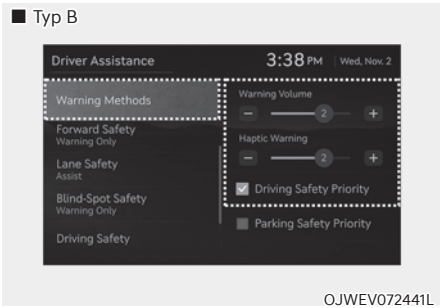 ■ Typ B
Driver Assistance
3:38 PM
Wed, Nov. 2
Warning Methods
Forward Safety
Warning Only
Lane Safety
Assist
Blind-Spot Safety
Warning Only
Driving Safety
Warning Volume
− 2 +
Haptic Warning
− 2 +
Driving Safety Priority
Parking Safety Priority
OJWEV072441L